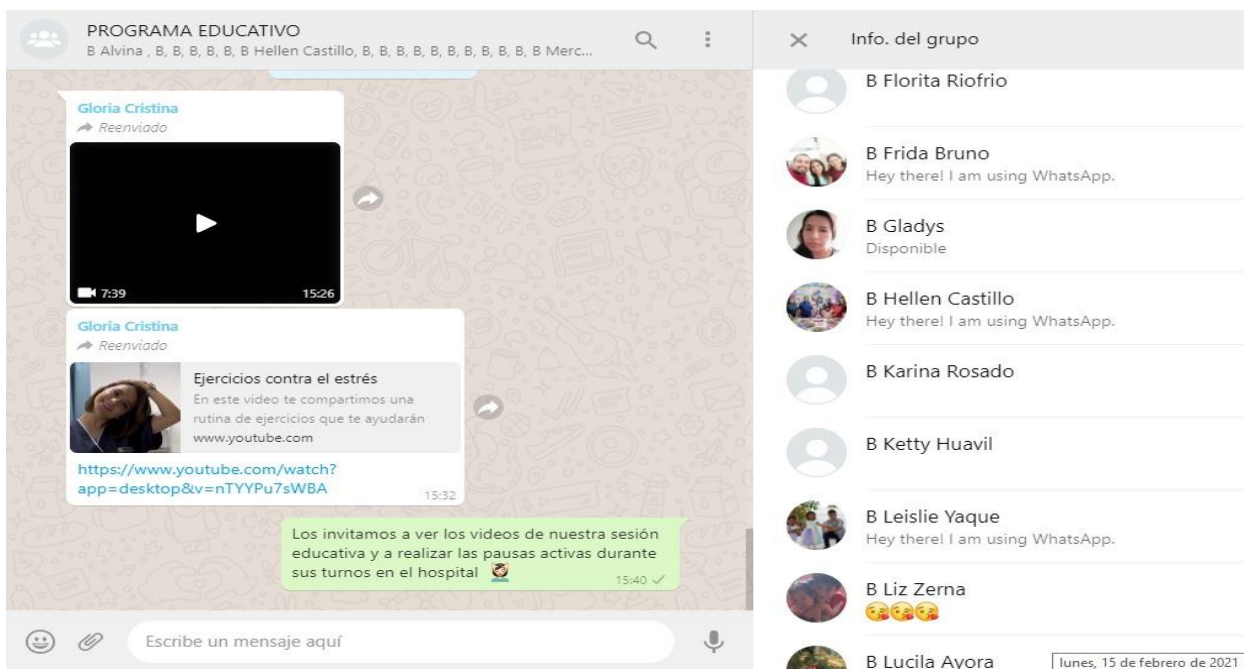 PROGRAMA EDUCATIVO
B Alvina , B, B, B, B, B, B Hellen Castillo, B, B, B, B, B, B, B, B, B, B, B Merc...
Gloria Cristina
Reenviado
7:39
15:26
Gloria Cristina
Reenviado
Ejercicios contra el estrés
En este video te compartimos una
rutina de ejercicios que te ayudarán
www.youtube.com
https://www.youtube.com/watch?
app=desktop&v=nTYYPu7sWBA
15:32
Los invitamos a ver los videos de nuestra sesión
educativa y a realizar las pausas activas durante
sus turnos en el hospital
15:40
Escribe un mensaje aquí
Info. del grupo
B Florita Riofrio
B Frida Bruno
Hey there! I am using WhatsApp.
B Gladys
Disponible
B Hellen Castillo
Hey there! I am using WhatsApp.
B Karina Rosado
B Ketty Huavil
B Leislie Yaque
Hey there! I am using WhatsApp.
B Liz Zerna
B Lucila Ayora
lunes, 15 de febrero de 2021